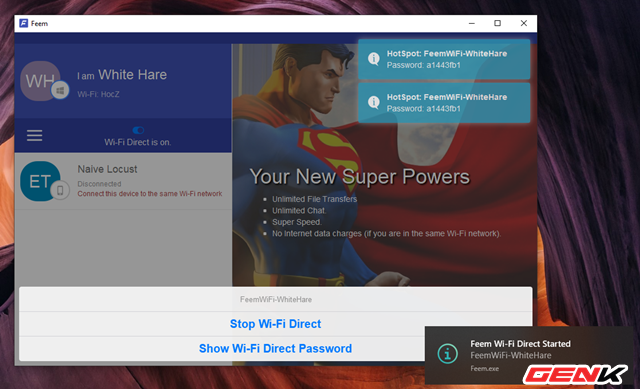 Feem
F
HotSpot: FeemWiFi-WhiteHare
Password: a1443fb1
HotSpot: FeemWiFi-WhiteHare
Password: a1443fb1
WH
I am White Hare
Wi-Fi: HocZ
Wi-Fi Direct is on.
ET
Naive Locust
Disconnected
Connect this device to the same Wi-Fi network
Your New Super Powers
Unlimited File Transfers
Unlimited Chat.
Super Speed.
No Internet data charges (if you are in the same Wi-Fi network).
FeemWiFi-WhiteHare
Stop Wi-Fi Direct
Show Wi-Fi Direct Password
Feem Wi-Fi Direct Started
FeemWiFi-WhiteHare
Feem.exe
GENK